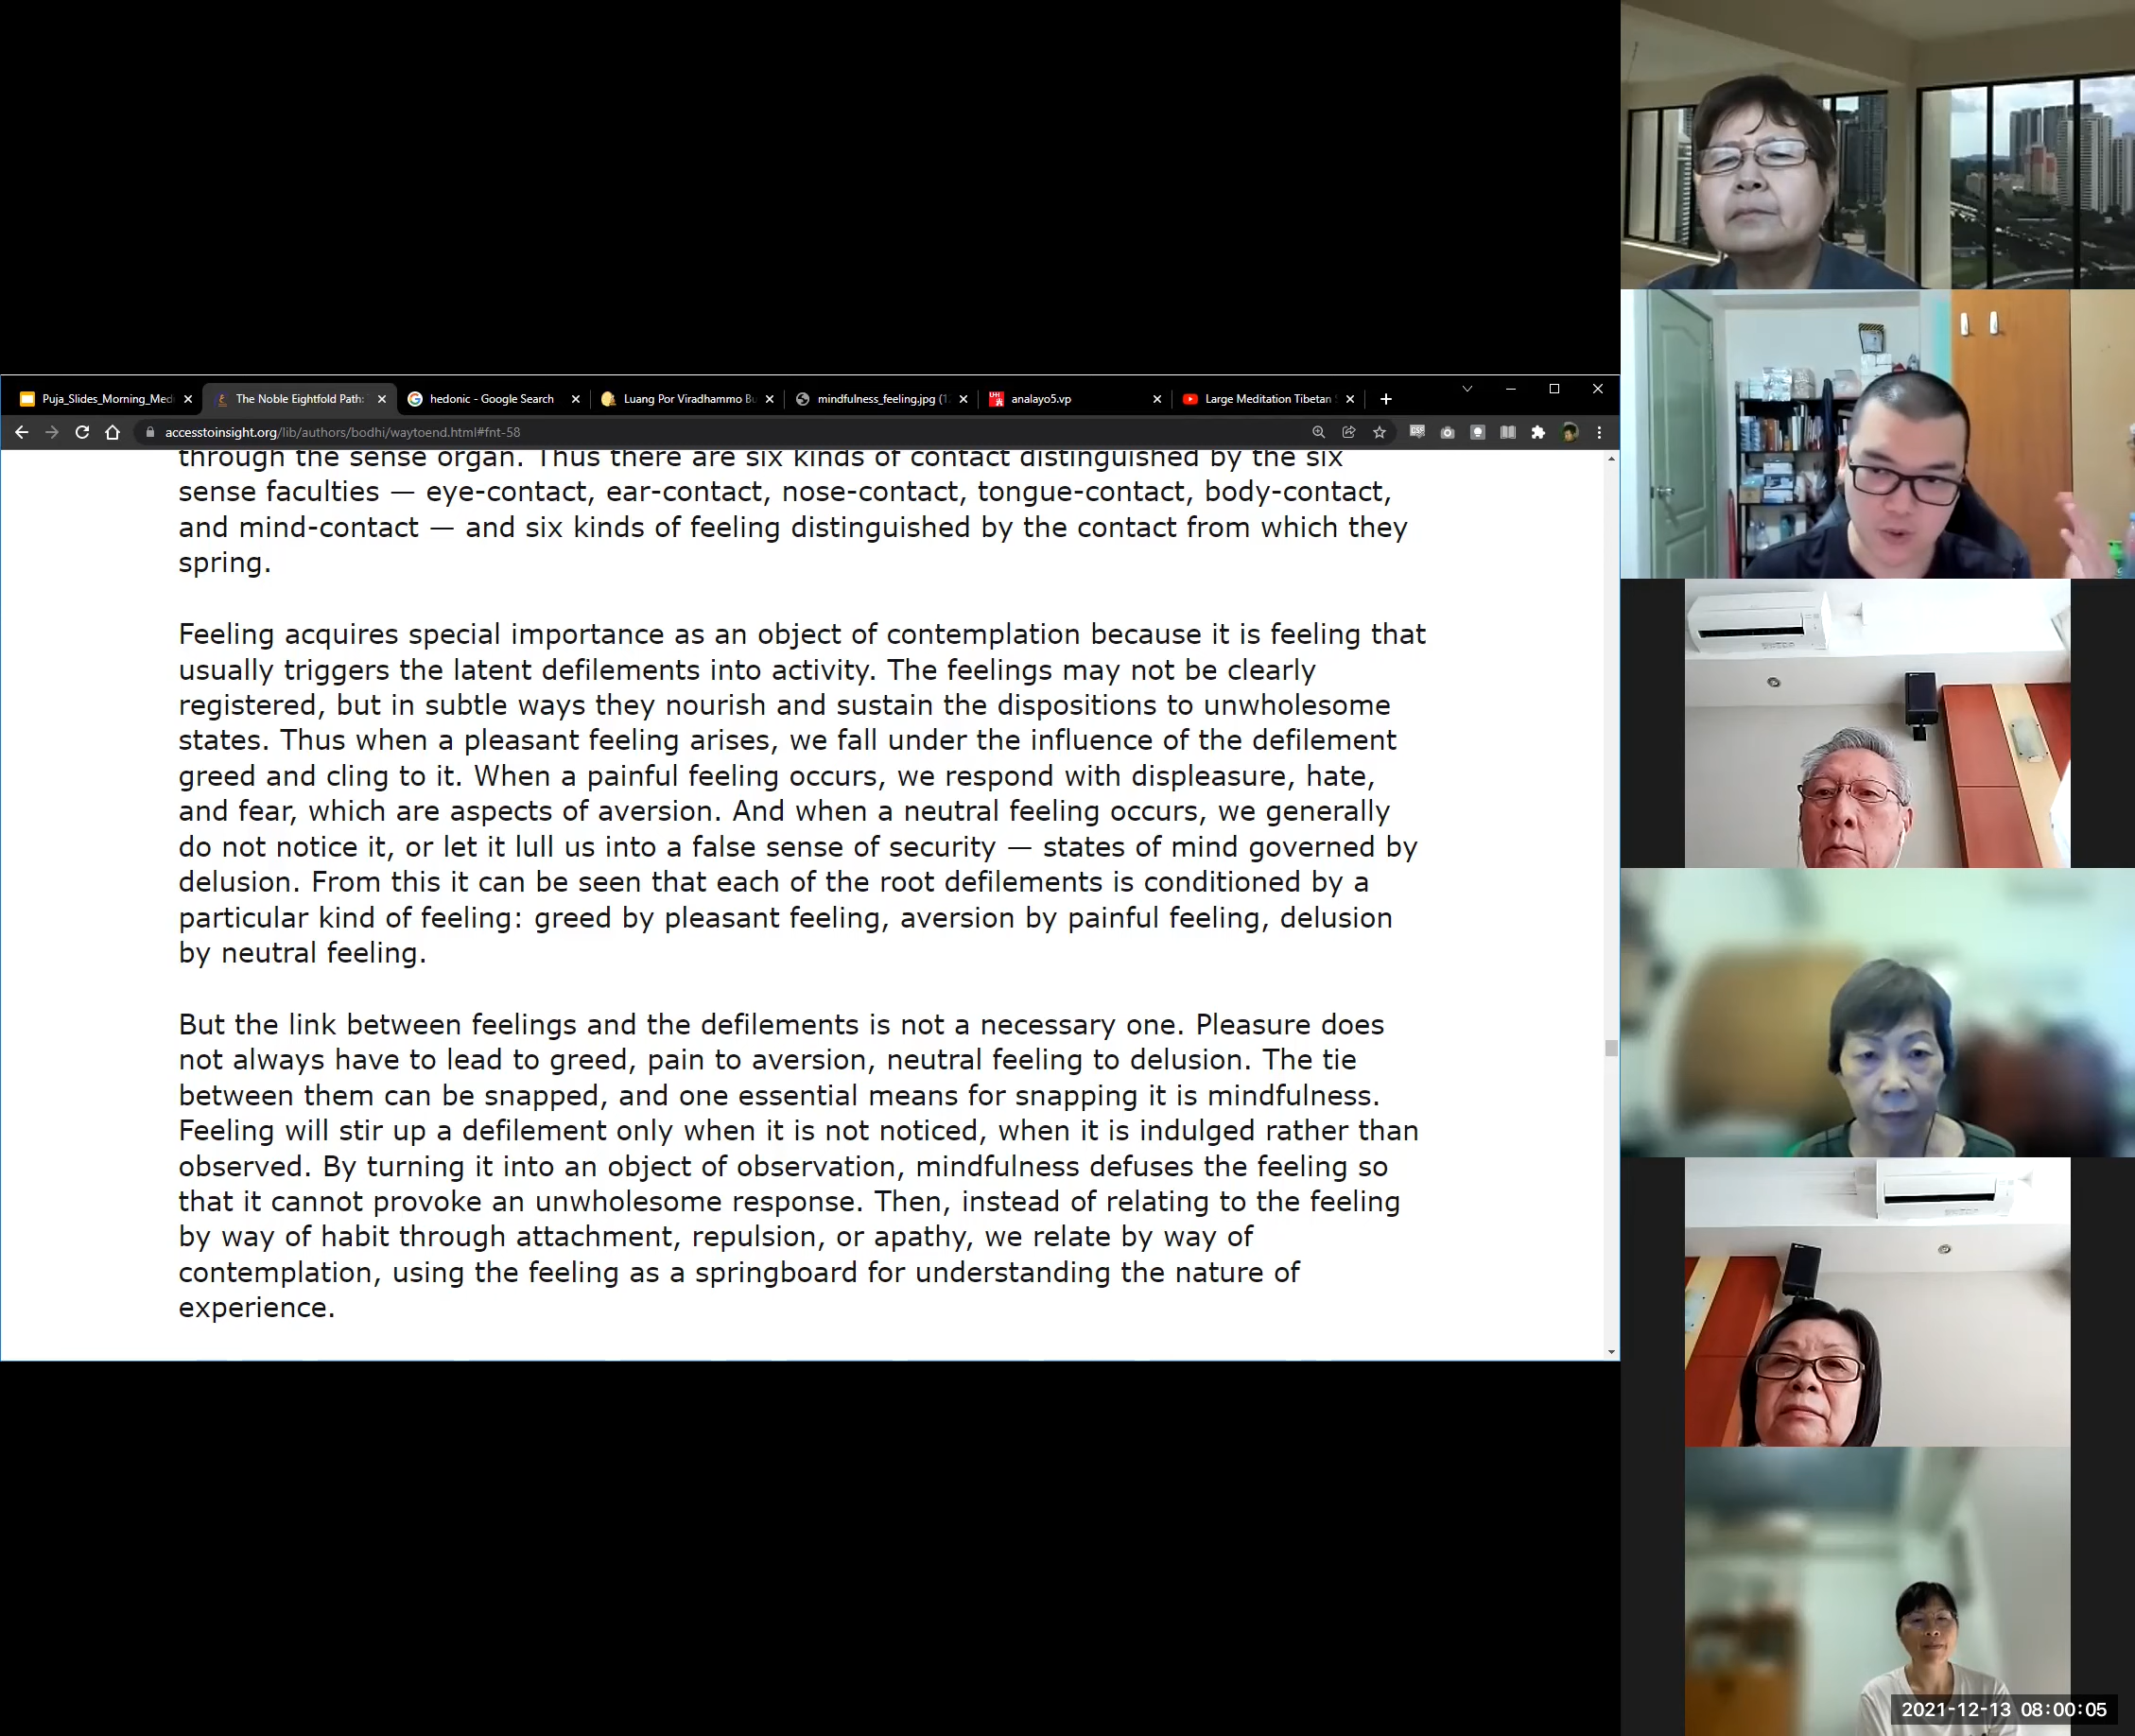 Puja_Slides_Morning_Med
The Noble Eightfold Path:
hedonic - Google Search
Luang Por Viradhammo Bu
mindfulness_feeling.jpg (1
analayo5.vp
Large Meditation Tibetan
accesstoinsight.org/lib/authors/bodhi/waytoend.html#fnt-58
through the sense organ. Thus there are six kinds of contact distinguished by the six
sense faculties — eye-contact, ear-contact, nose-contact, tongue-contact, body-contact,
and mind-contact — and six kinds of feeling distinguished by the contact from which they
spring.
Feeling acquires special importance as an object of contemplation because it is feeling that
usually triggers the latent defilements into activity. The feelings may not be clearly
registered, but in subtle ways they nourish and sustain the dispositions to unwholesome
states. Thus when a pleasant feeling arises, we fall under the influence of the defilement
greed and cling to it. When a painful feeling occurs, we respond with displeasure, hate,
and fear, which are aspects of aversion. And when a neutral feeling occurs, we generally
do not notice it, or let it lull us into a false sense of security — states of mind governed by
delusion. From this it can be seen that each of the root defilements is conditioned by a
particular kind of feeling: greed by pleasant feeling, aversion by painful feeling, delusion
by neutral feeling.
But the link between feelings and the defilements is not a necessary one. Pleasure does
not always have to lead to greed, pain to aversion, neutral feeling to delusion. The tie
between them can be snapped, and one essential means for snapping it is mindfulness.
Feeling will stir up a defilement only when it is not noticed, when it is indulged rather than
observed. By turning it into an object of observation, mindfulness defuses the feeling so
that it cannot provoke an unwholesome response. Then, instead of relating to the feeling
by way of habit through attachment, repulsion, or apathy, we relate by way of
contemplation, using the feeling as a springboard for understanding the nature of
experience.
2021-12-13 08:00:05